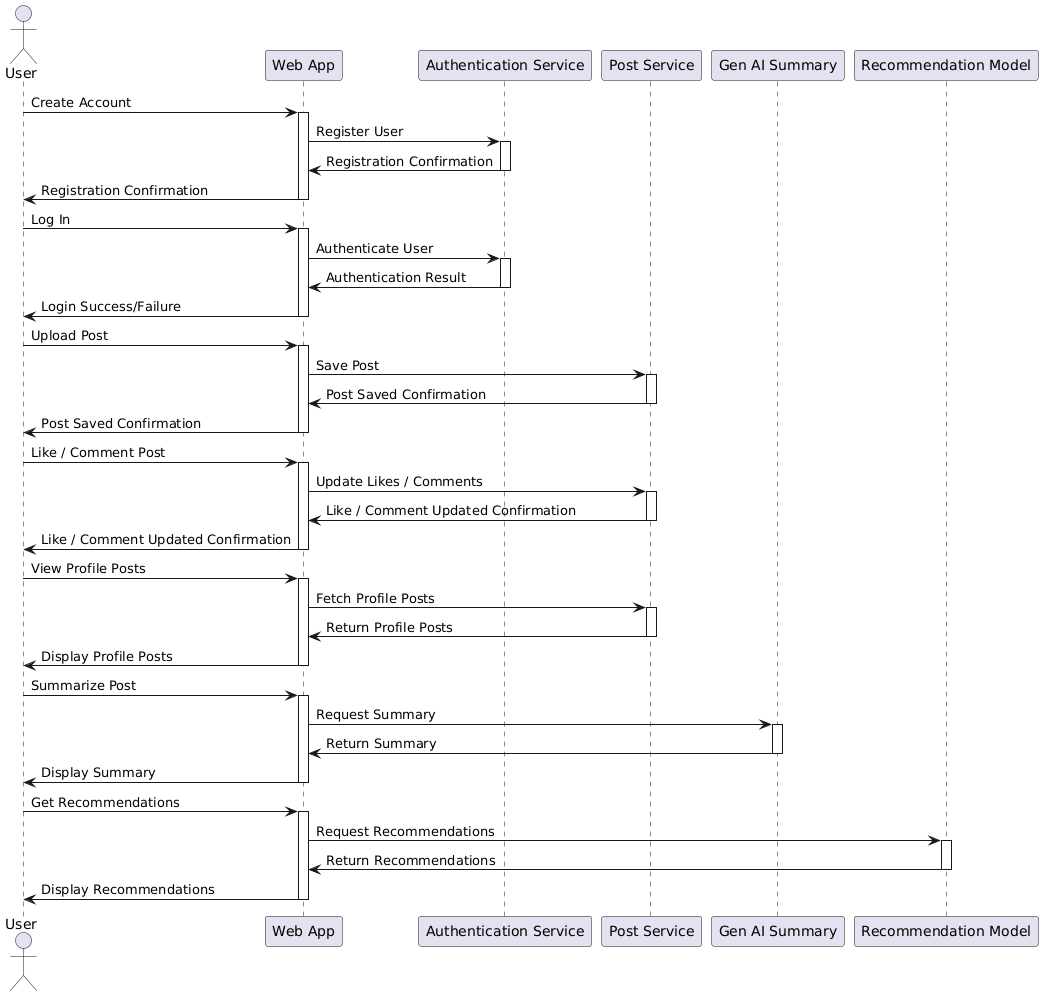 User
Web App
Authentication Service
Post Service
Gen AI Summary
Recommendation Model
Create Account
Register User
Registration Confirmation
Registration Confirmation
Log In
Authenticate User
Authentication Result
Login Success/Failure
Upload Post
Save Post
Post Saved Confirmation
Post Saved Confirmation
Like / Comment Post
Update Likes / Comments
Like / Comment Updated Confirmation
Like / Comment Updated Confirmation
View Profile Posts
Fetch Profile Posts
Return Profile Posts
Display Profile Posts
Summarize Post
Request Summary
Return Summary
Display Summary
Get Recommendations
Request Recommendations
Return Recommendations
Display Recommendations
User
Web App
Authentication Service
Post Service
Gen AI Summary
Recommendation Model